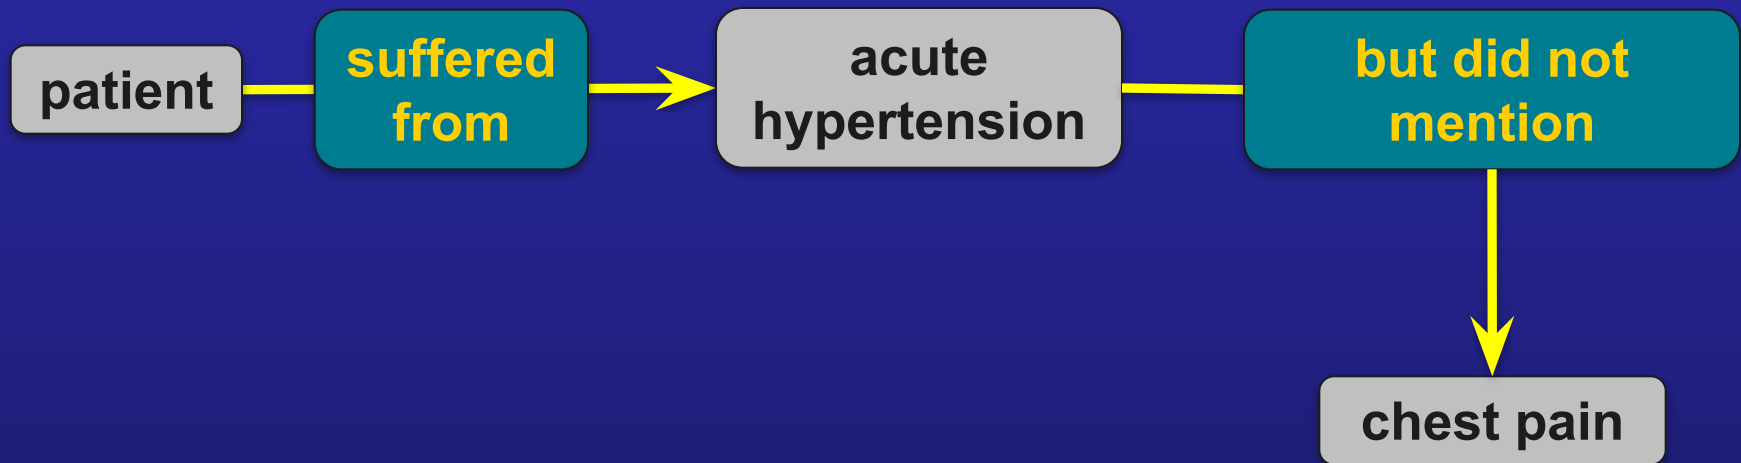 patient
suffered
from
acute
hypertension
but did not
mention
chest pain